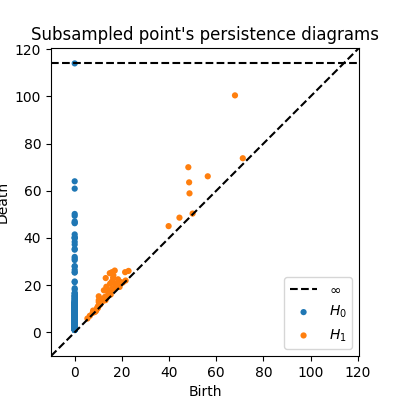 Subsampled point's persistence diagrams
120
100
80
60
40
20
0
Death
0 20 40 60 80 100 120
Birth
∞
H₀
H₁